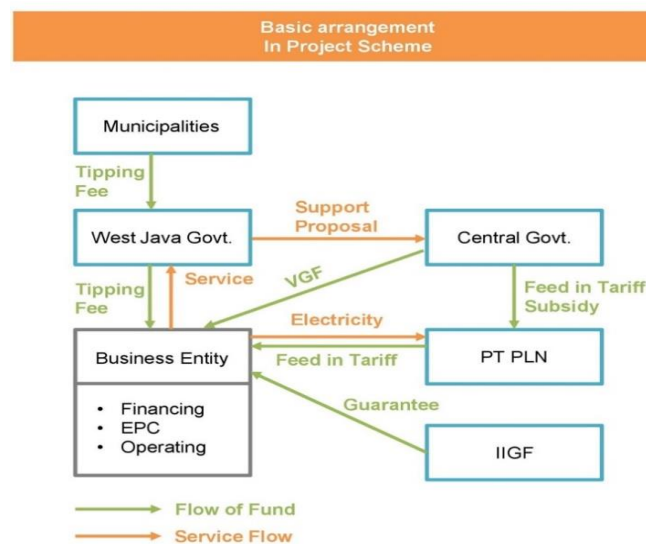 Basic arrangement
In Project Scheme
Municipalities
Tipping
Fee
West Java Govt.
Support
Proposal
Central Govt.
Tipping
Fee
Service
VGF
Feed in Tariff
Subsidy
Electricity
Business Entity
Feed in Tariff
PT PLN
• Financing
• EPC
• Operating
Guarantee
IIGF
Flow of Fund
Service Flow